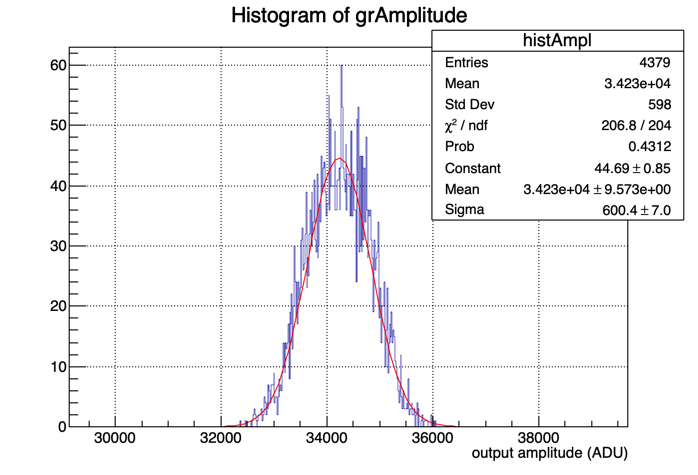 Histogram of grAmplitude
histAmpl
Entries 4379
Mean 3.423e+04
Std Dev 598
χ² / ndf 206.8 / 204
Prob 0.4312
Constant 44.69 ± 0.85
Mean 3.423e+04 ± 9.573e+00
Sigma 600.4 ± 7.0
60
50
40
30
20
10
0
30000 32000 34000 36000 38000
output amplitude (ADU)